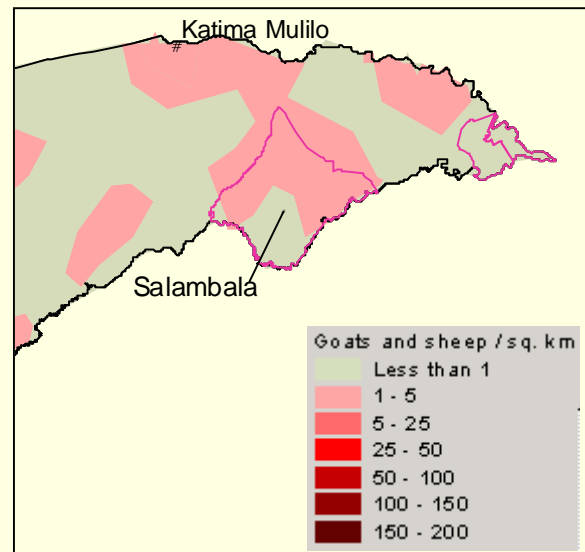 Katima Mulilo
#
Salambala
Goats and sheep / sq. km
Less than 1
1 - 5
5 - 25
25 - 50
50 - 100
100 - 150
150 - 200